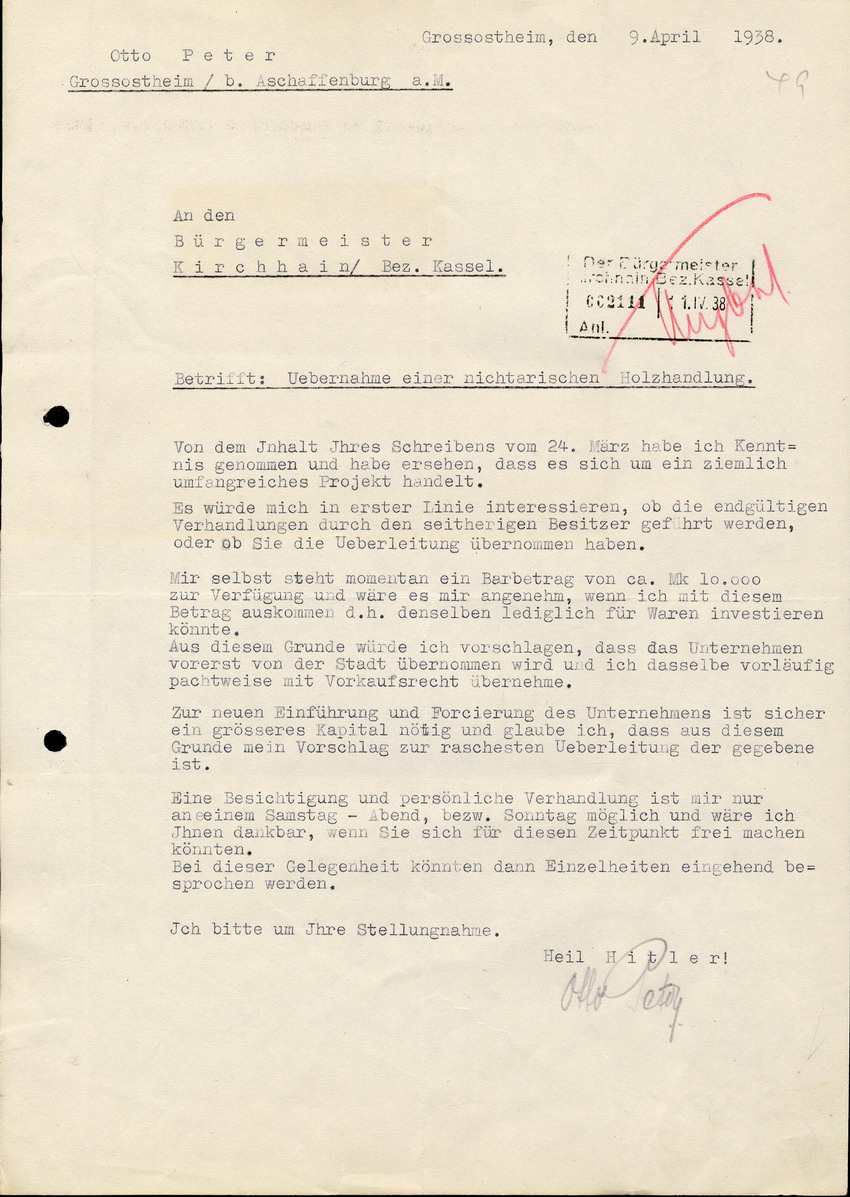 Grossostheim, den 9.April 1938.
Otto P e t e r
Grossostheim / b. Aschaffenburg a.M.
An den
B ü r g e r m e i s t e r
K i r c h h a i n/ Bez. Kassel.
Der Bürgermeister
Kirchhain Bez.Kassel
002111 11.IV.38
Anl.
Betrifft: Uebernahme einer nichtarischen Holzhandlung.
Von dem Jnhalt Jhres Schreibens vom 24. März habe ich Kennt=
nis genommen und habe ersehen, dass es sich um ein ziemlich
umfangreiches Projekt handelt.
Es würde mich in erster Linie interessieren, ob die endgültigen
Verhandlungen durch den seitherigen Besitzer geführt werden,
oder ob Sie die Ueberleitung übernommen haben.
Mir selbst steht momentan ein Barbetrag von ca. Mk lo.ooo
zur Verfügung und wäre es mir angenehm, wenn ich mit diesem
Betrag auskommen d.h. denselben lediglich für Waren investieren
könnte.
Aus diesem Grunde würde ich vorschlagen, dass das Unternehmen
vorerst von der Stadt übernommen wird und ich dasselbe vorläufig
pachtweise mit Vorkaufsrecht übernehme.
Zur neuen Einführung und Forcierung des Unternehmens ist sicher
ein grösseres Kapital nötig und glaube ich, dass aus diesem
Grunde mein Vorschlag zur raschesten Ueberleitung der gegebene
ist.
Eine Besichtigung und persönliche Verhandlung ist mir nur
an einem Samstag - Abend, bezw. Sonntag möglich und wäre ich
Jhnen dankbar, wenn Sie sich für diesen Zeitpunkt frei machen
könnten.
Bei dieser Gelegenheit könnten dann Einzelheiten eingehend be=
sprochen werden.
Jch bitte um Jhre Stellungnahme.
Heil H i t l e r!
Otto Peter